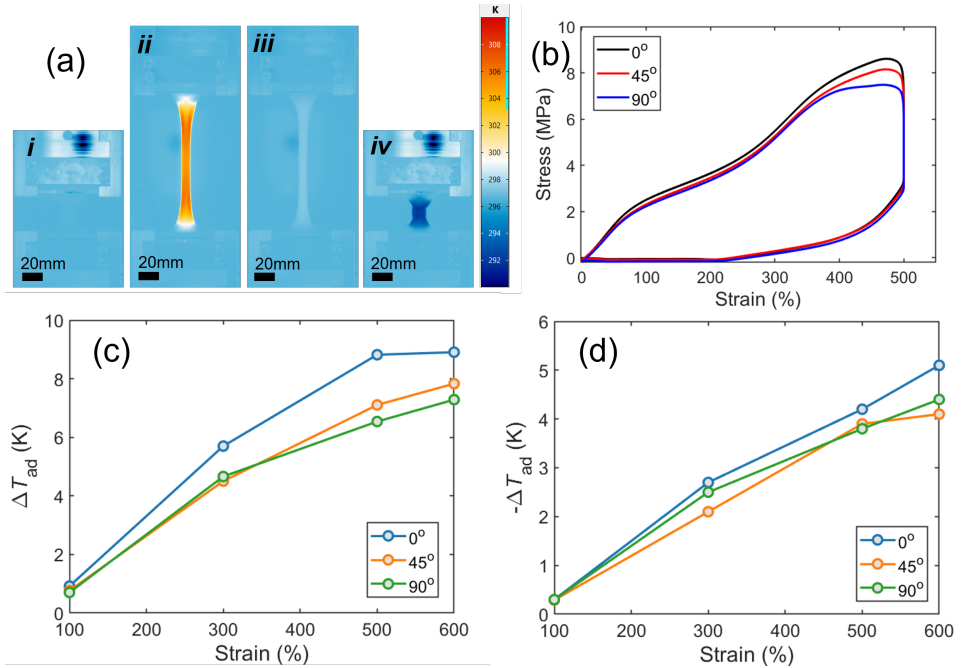 (a)
i
ii
iii
iv
20mm
20mm
20mm
20mm
K
308
306
304
302
300
298
296
294
292
(b)
0°
45°
90°
Stress (MPa)
10
8
6
4
2
0
0 100 200 300 400 500
Strain (%)
(c)
ΔT_ad (K)
10
8
6
4
2
0
0°
45°
90°
100 200 300 400 500 600
Strain (%)
(d)
-ΔT_ad (K)
6
5
4
3
2
1
0
0°
45°
90°
100 200 300 400 500 600
Strain (%)